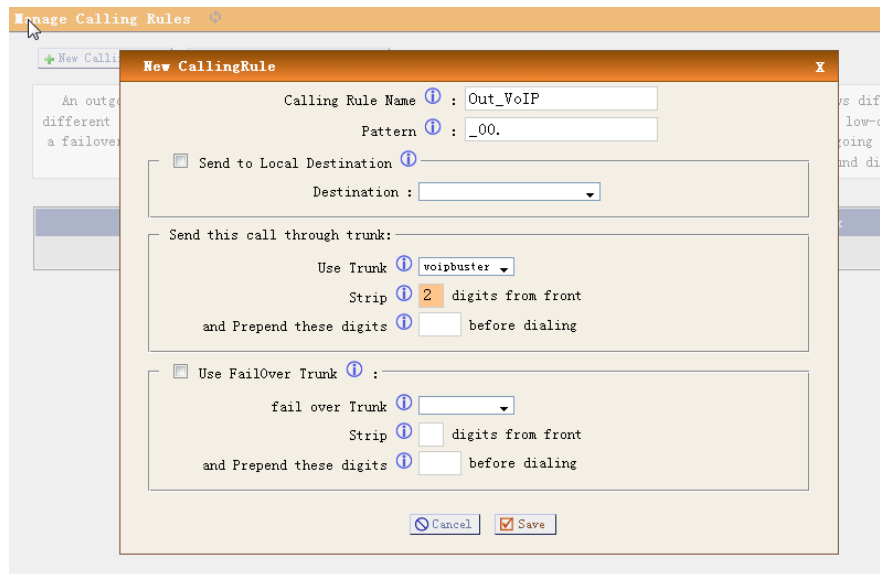 Manage Calling Rules
New Calli
New CallingRule X
An outgo
different
a failover
s dif
low-c
going
und di
Calling Rule Name : Out_VoIP
Pattern : _00.
Send to Local Destination
Destination :
Send this call through trunk:
Use Trunk voipbuster
Strip 2 digits from front
and Prepend these digits before dialing
Use FailOver Trunk :
fail over Trunk
Strip digits from front
and Prepend these digits before dialing
Cancel Save